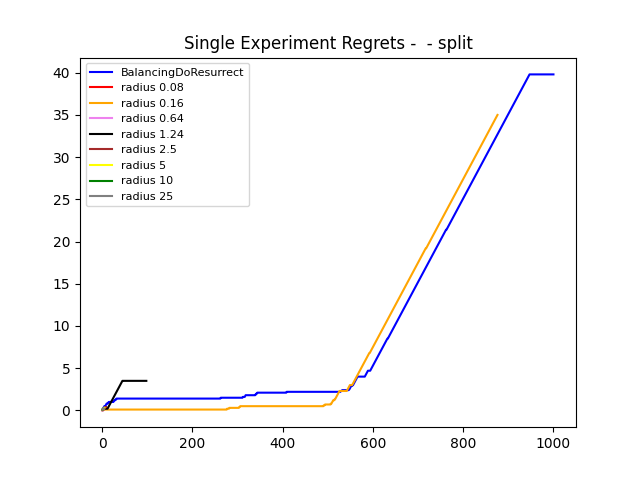 Single Experiment Regrets -  - split
BalancingDoResurrect
radius 0.08
radius 0.16
radius 0.64
radius 1.24
radius 2.5
radius 5
radius 10
radius 25
40
35
30
25
20
15
10
5
0
0 200 400 600 800 1000